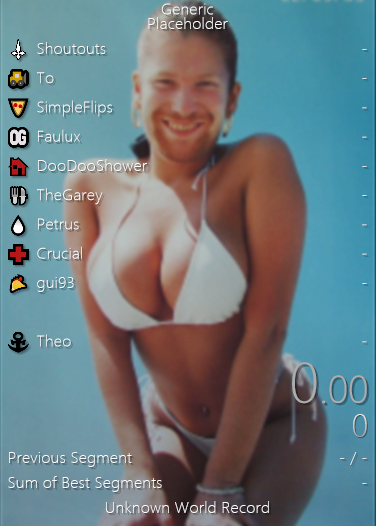 Generic
Placeholder
Shoutouts -
To -
SimpleFlips -
OG Faulux -
DooDooShower -
TheGarey -
Petrus -
Crucial -
gui93 -
Theo -
0.00
0
Previous Segment - / -
Sum of Best Segments -
Unknown World Record